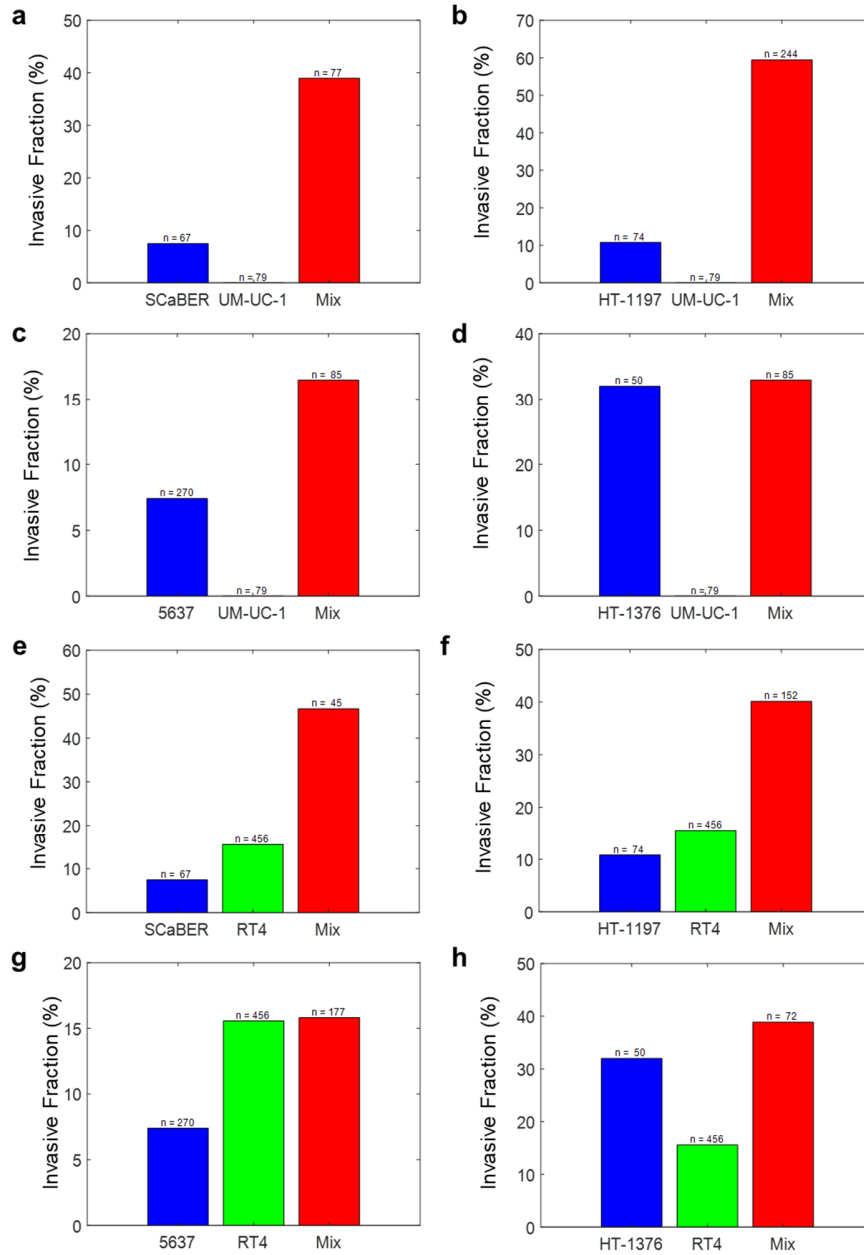 a
50
40
30
20
10
0
Invasive Fraction (%)
n = 67
n = 79
n = 77
SCaBER UM-UC-1 Mix
b
70
60
50
40
30
20
10
0
Invasive Fraction (%)
n = 74
n = 79
n = 244
HT-1197 UM-UC-1 Mix
c
20
15
10
5
0
Invasive Fraction (%)
n = 270
n = 79
n = 85
5637 UM-UC-1 Mix
d
40
30
20
10
0
Invasive Fraction (%)
n = 50
n = 79
n = 85
HT-1376 UM-UC-1 Mix
e
60
50
40
30
20
10
0
Invasive Fraction (%)
n = 67
n = 456
n = 45
SCaBER RT4 Mix
f
50
40
30
20
10
0
Invasive Fraction (%)
n = 74
n = 456
n = 152
HT-1197 RT4 Mix
g
20
15
10
5
0
Invasive Fraction (%)
n = 270
n = 456
n = 177
5637 RT4 Mix
h
50
40
30
20
10
0
Invasive Fraction (%)
n = 50
n = 456
n = 72
HT-1376 RT4 Mix